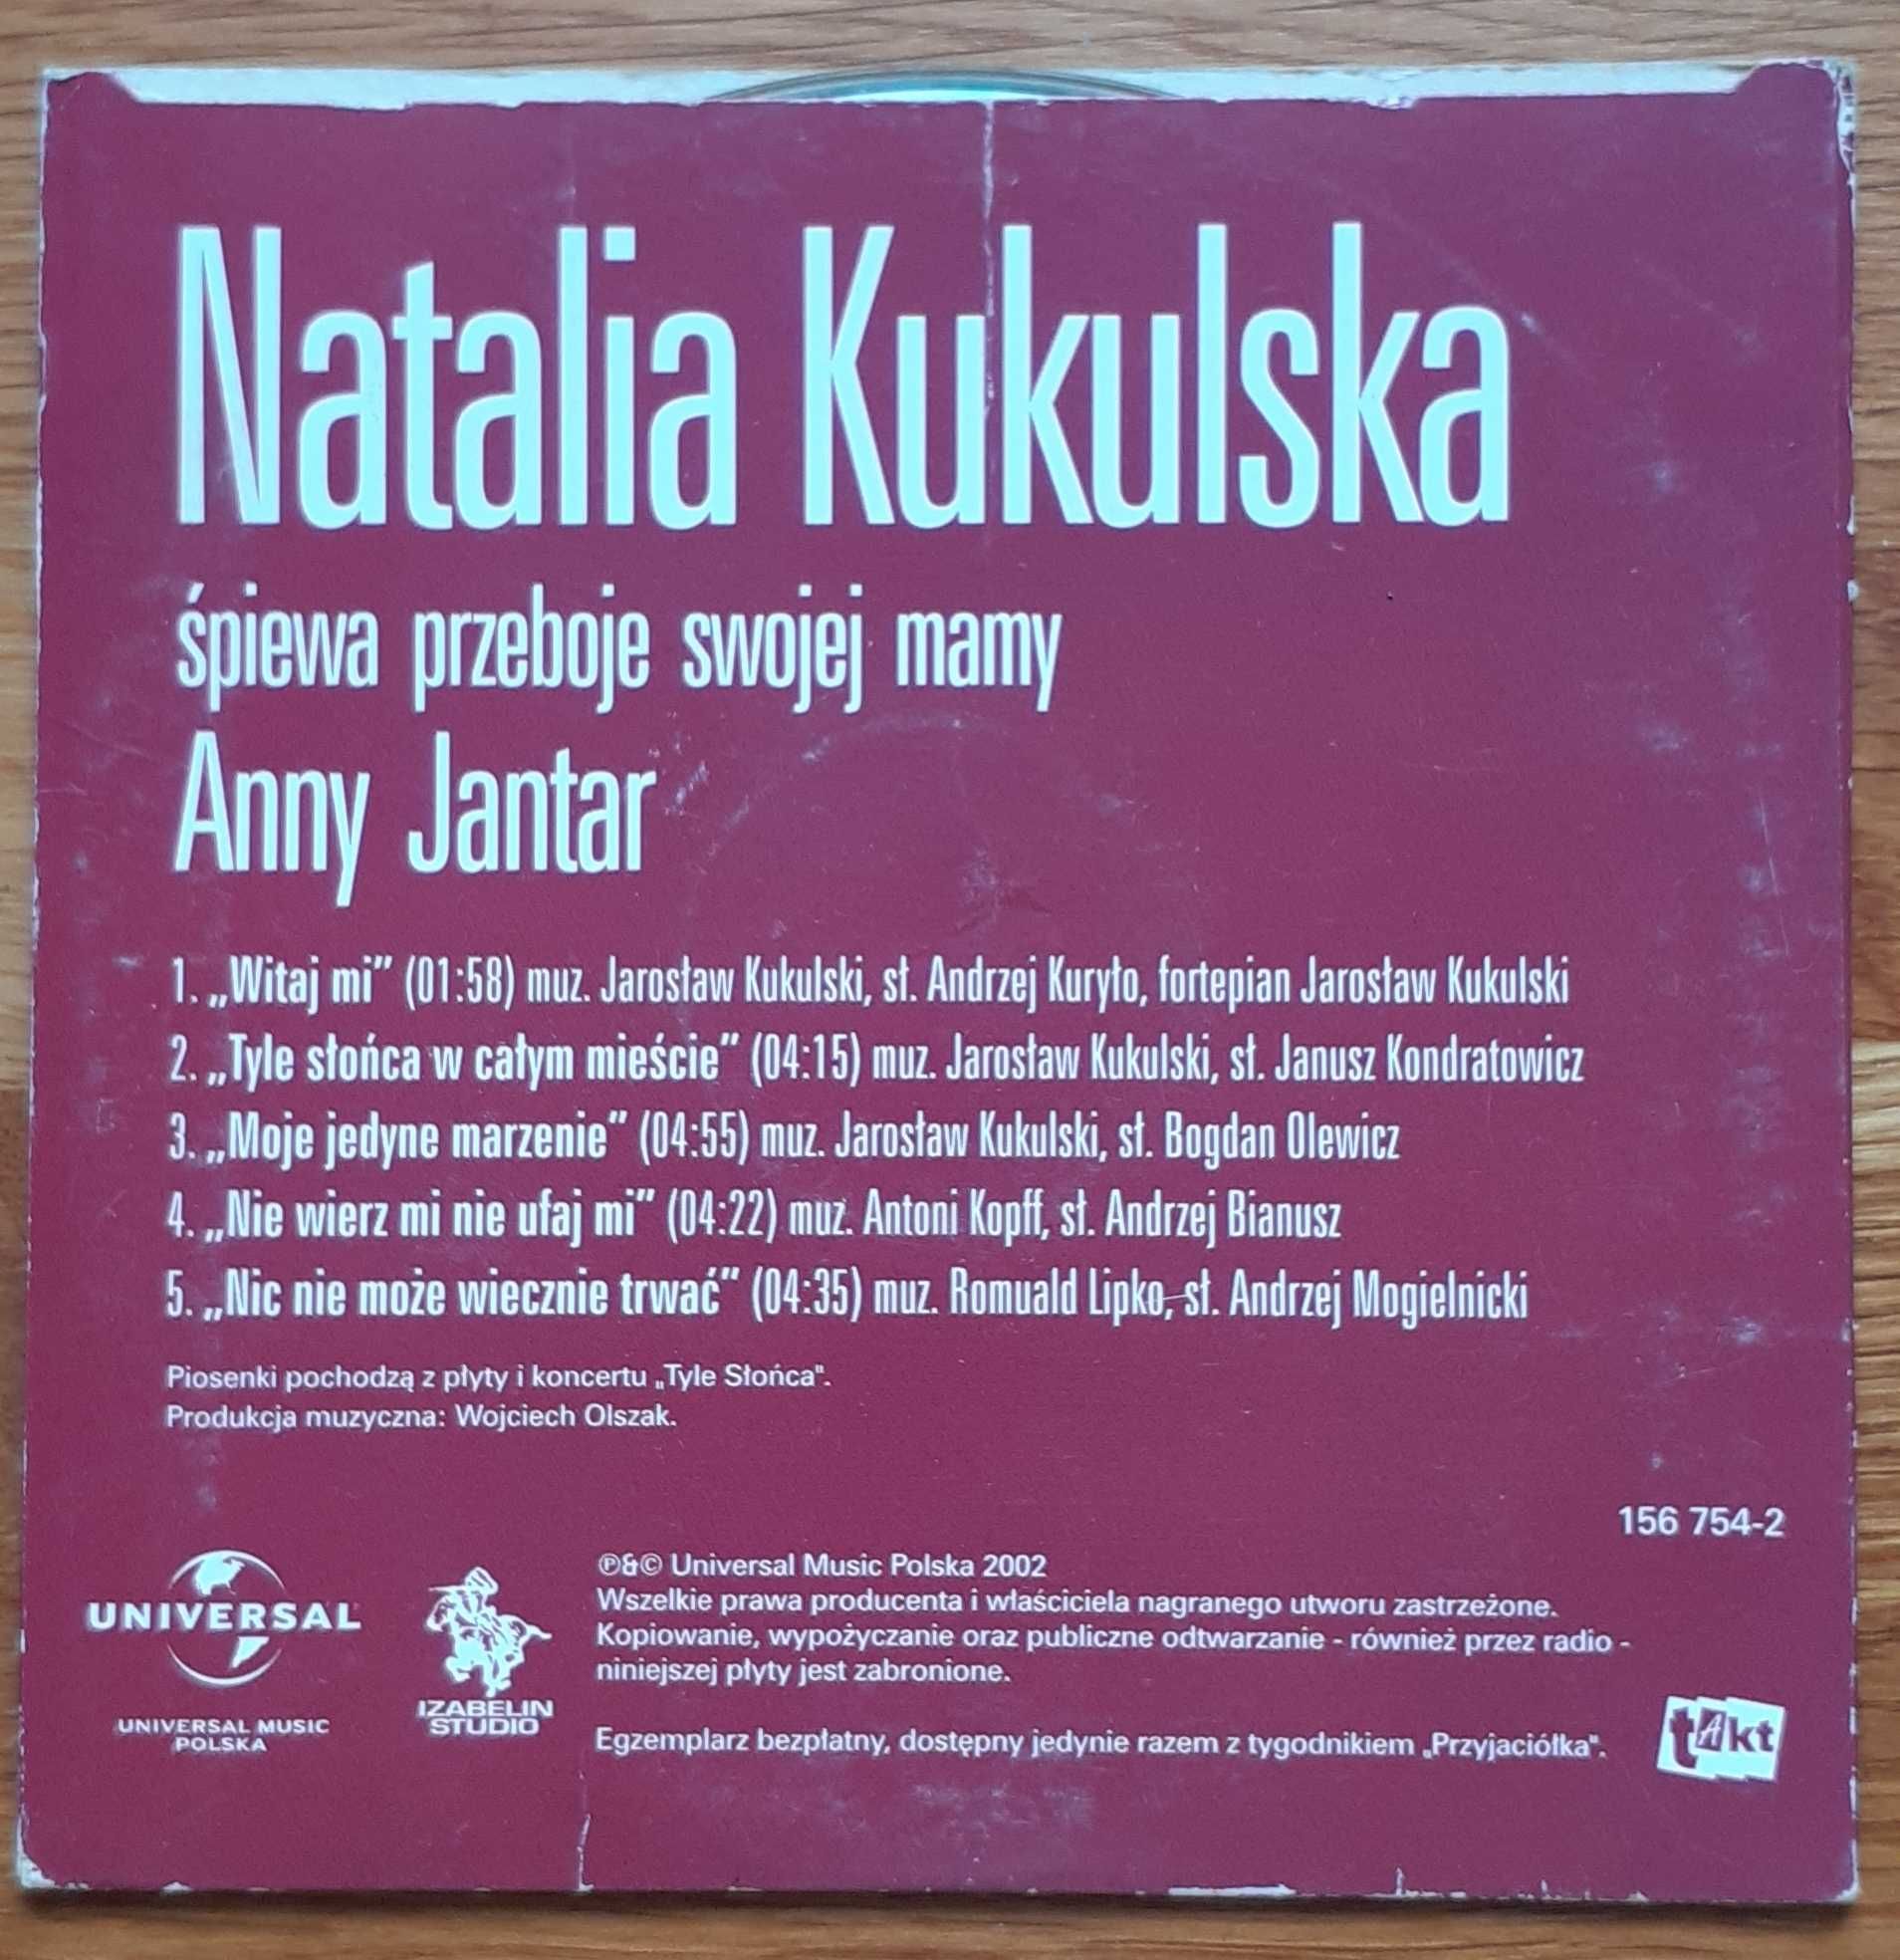 Natalia Kukulska
śpiewa przeboje swojej mamy
Anny Jantar
1. „Witaj mi” (01:58) muz. Jarosław Kukulski, sł. Andrzej Kuryło, fortepian Jarosław Kukulski
2. „Tyle słońca w całym mieście” (04:15) muz. Jarosław Kukulski, sł. Janusz Kondratowicz
3. „Moje jedyne marzenie” (04:55) muz. Jarosław Kukulski, sł. Bogdan Olewicz
4. „Nie wierz mi nie ufaj mi” (04:22) muz. Antoni Kopff, sł. Andrzej Bianusz
5. „Nic nie może wiecznie trwać” (04:35) muz. Romuald Lipko, sł. Andrzej Mogielnicki
Piosenki pochodzą z płyty i koncertu „Tyle Słońca".
Produkcja muzyczna: Wojciech Olszak.
156 754-2
UNIVERSAL
UNIVERSAL MUSIC
POLSKA
IZABELIN
STUDIO
℗&© Universal Music Polska 2002
Wszelkie prawa producenta i właściciela nagranego utworu zastrzeżone.
Kopiowanie, wypożyczanie oraz publiczne odtwarzanie - również przez radio -
niniejszej płyty jest zabronione.
Egzemplarz bezpłatny, dostępny jedynie razem z tygodnikiem „Przyjaciółka".
tAkt